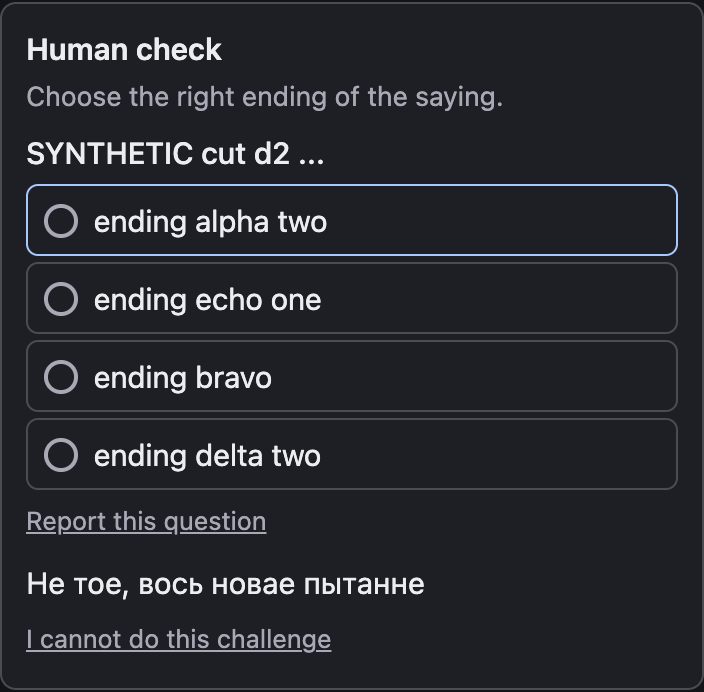 Human check
Choose the right ending of the saying.
SYNTHETIC cut d2 ...
ending alpha two
ending echo one
ending bravo
ending delta two
Report this question
Не тое, вось новае пытанне
I cannot do this challenge